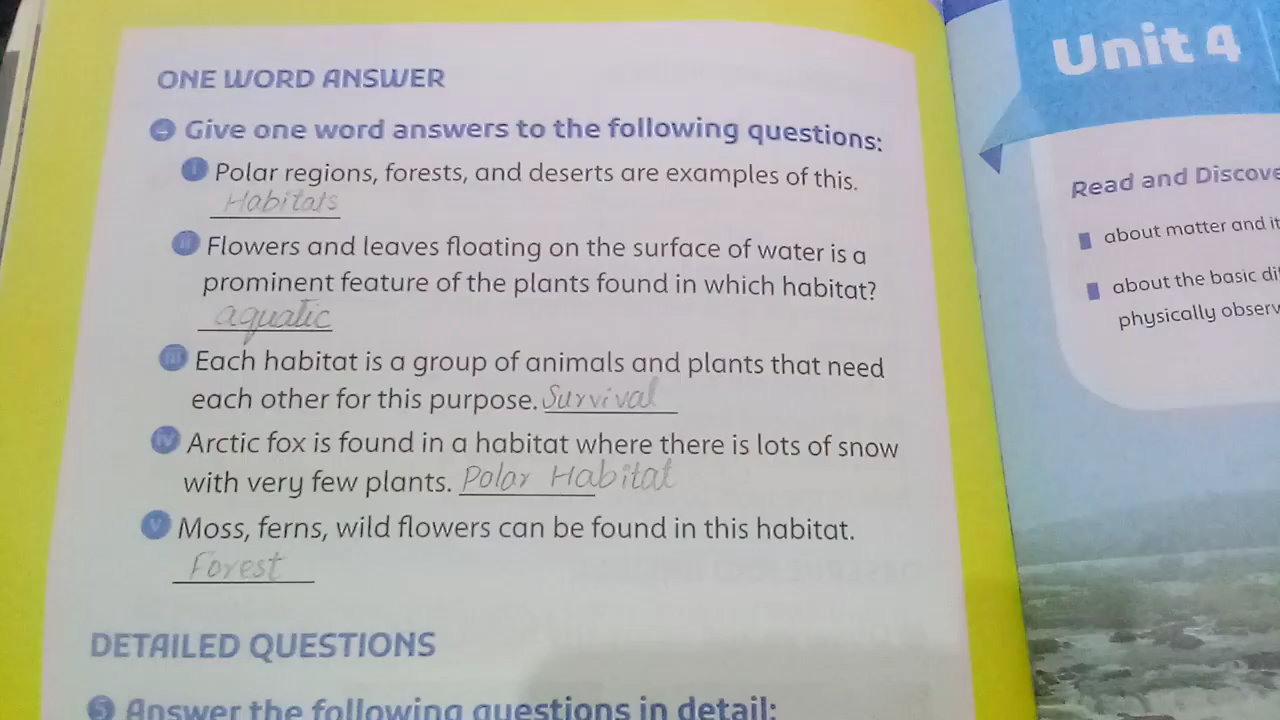 ONE WORD ANSWER
4 Give one word answers to the following questions:
i Polar regions, forests, and deserts are examples of this.
Habitats
ii Flowers and leaves floating on the surface of water is a
prominent feature of the plants found in which habitat?
aquatic
iii Each habitat is a group of animals and plants that need
each other for this purpose. Survival
iv Arctic fox is found in a habitat where there is lots of snow
with very few plants. Polar Habitat
v Moss, ferns, wild flowers can be found in this habitat.
Forest
DETAILED QUESTIONS
5 Answer the following questions in detail:
Unit 4
Read and Discove
about matter and it
about the basic di
physically observ